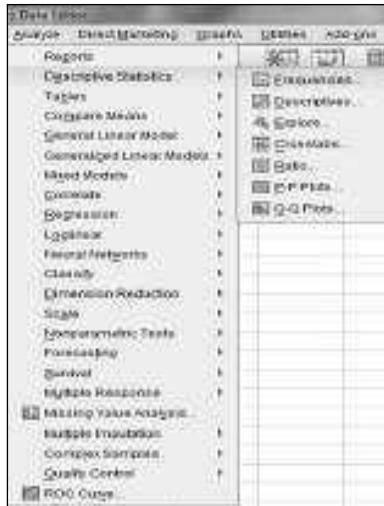 Data Editor
Analyze Direct Marketing Graphs Utilities Add-ons
Reports
Descriptive Statistics
Tables
Compare Means
General Linear Model
Generalized Linear Models
Mixed Models
Correlate
Regression
Loglinear
Neural Networks
Classify
Dimension Reduction
Scale
Nonparametric Tests
Forecasting
Survival
Multiple Response
Missing Value Analysis...
Multiple Imputation
Complex Samples
Quality Control
ROC Curve...
Frequencies...
Descriptives...
Explore...
Crosstabs...
Ratio...
P-P Plots...
Q-Q Plots...